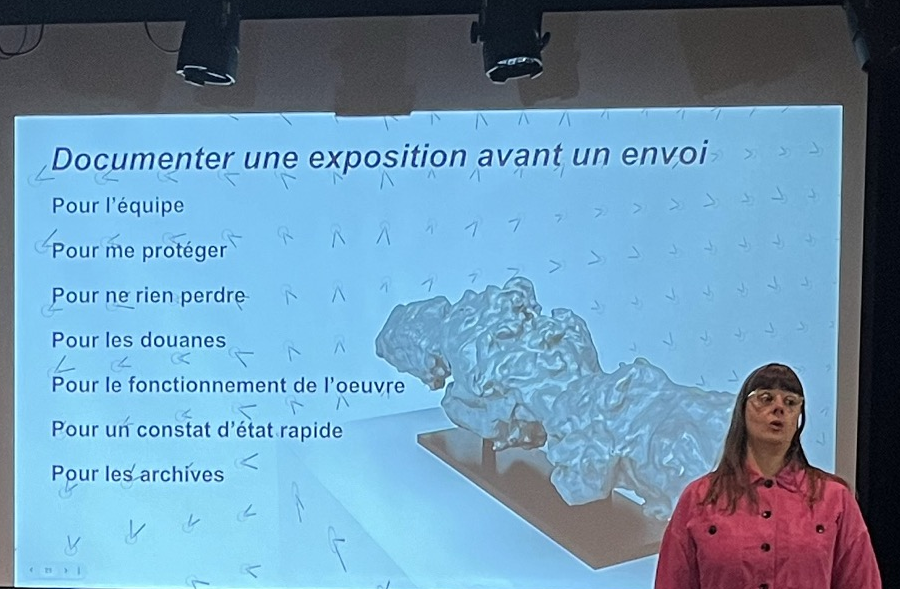 Documenter une exposition avant un envoi
Pour l'équipe
Pour me protéger
Pour ne rien perdre
Pour les douanes
Pour le fonctionnement de l'oeuvre
Pour un constat d'état rapide
Pour les archives